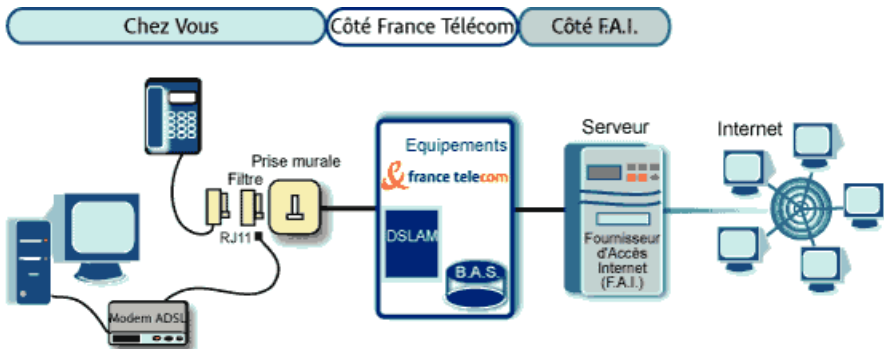 Chez Vous
Côté France Télécom
Côté F.A.I.
Equipements
& france telecom
Serveur
Internet
Prise murale
Filtre
RJ11
DSLAM
B.A.S.
Fournisseur
d'Accès
Internet
(F.A.I.)
Modem ADSL